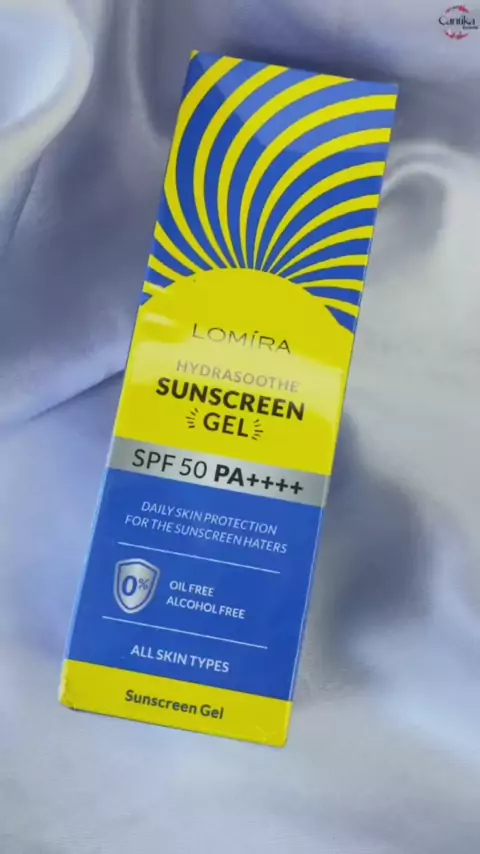 Cantika
LOMÍRA
HYDRASOOTHE
SUNSCREEN
GEL
SPF 50 PA++++
DAILY SKIN PROTECTION
FOR THE SUNSCREEN HATERS
0%
OIL FREE
ALCOHOL FREE
ALL SKIN TYPES
Sunscreen Gel